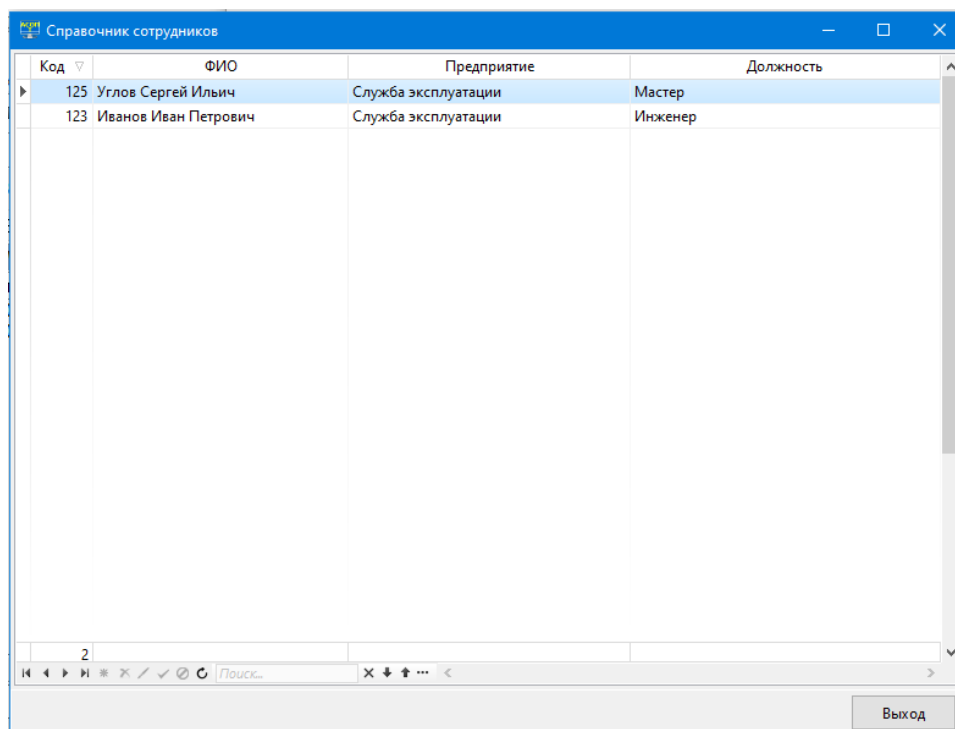 Справочник сотрудников
Код ФИО Предприятие Должность
125 Углов Сергей Ильич Служба эксплуатации Мастер
123 Иванов Иван Петрович Служба эксплуатации Инженер
2
Поиск...
Выход